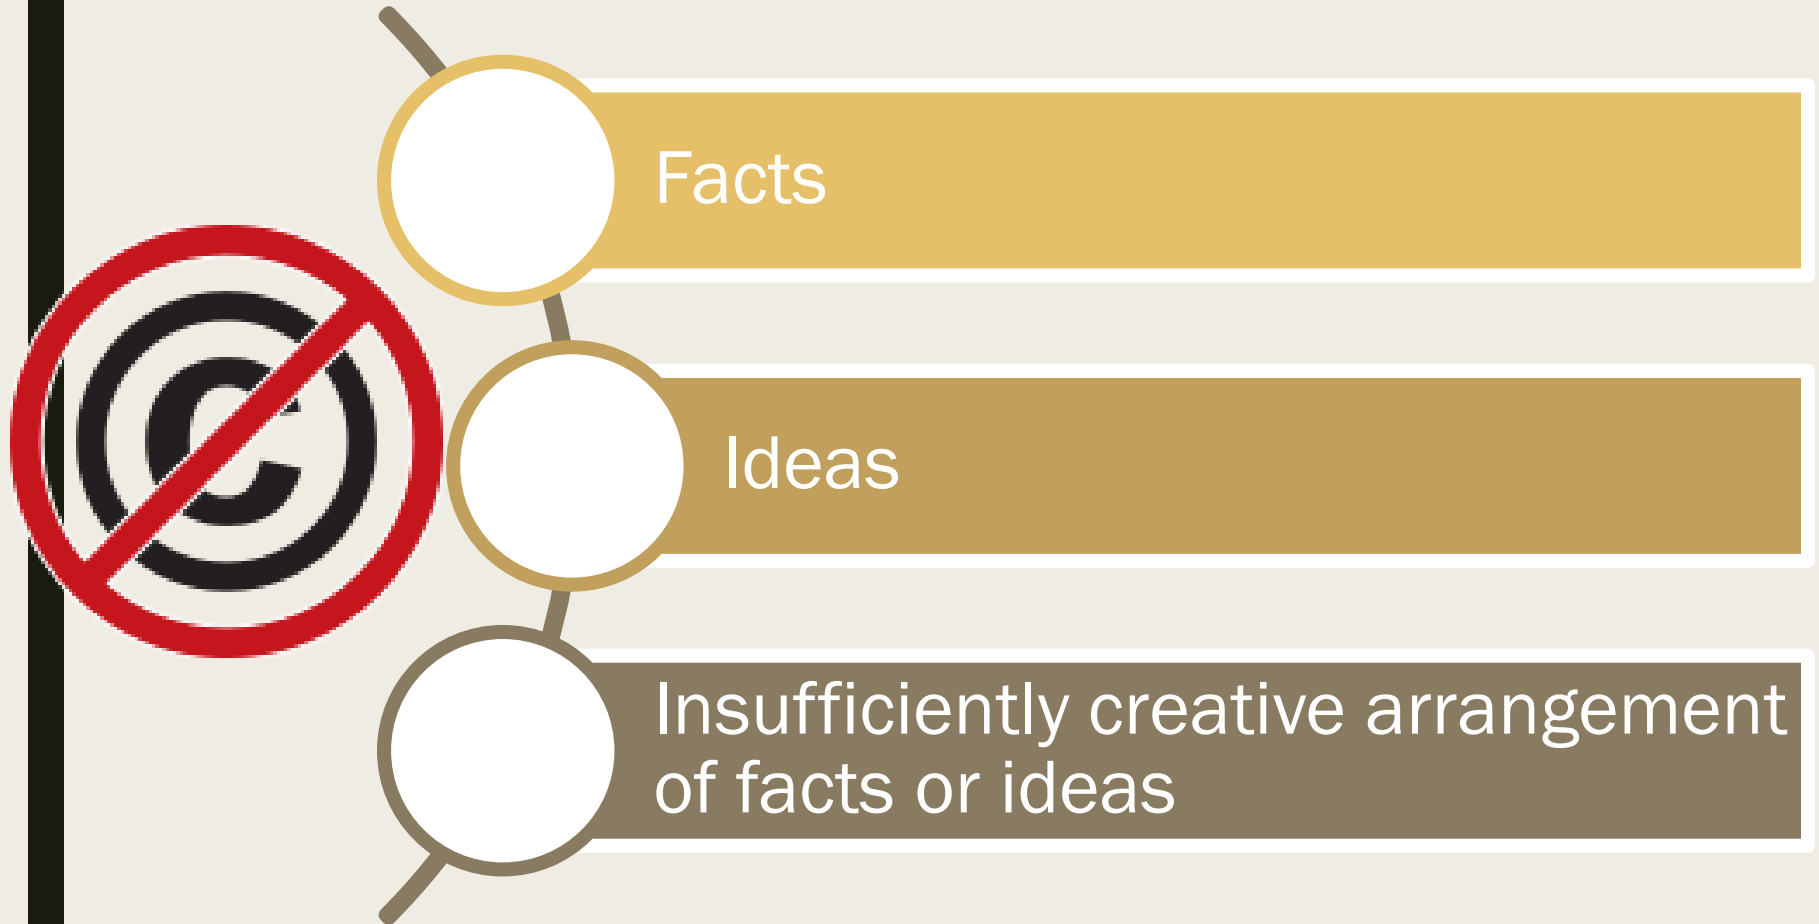 Facts
©
Ideas
Insufficiently creative arrangement
of facts or ideas